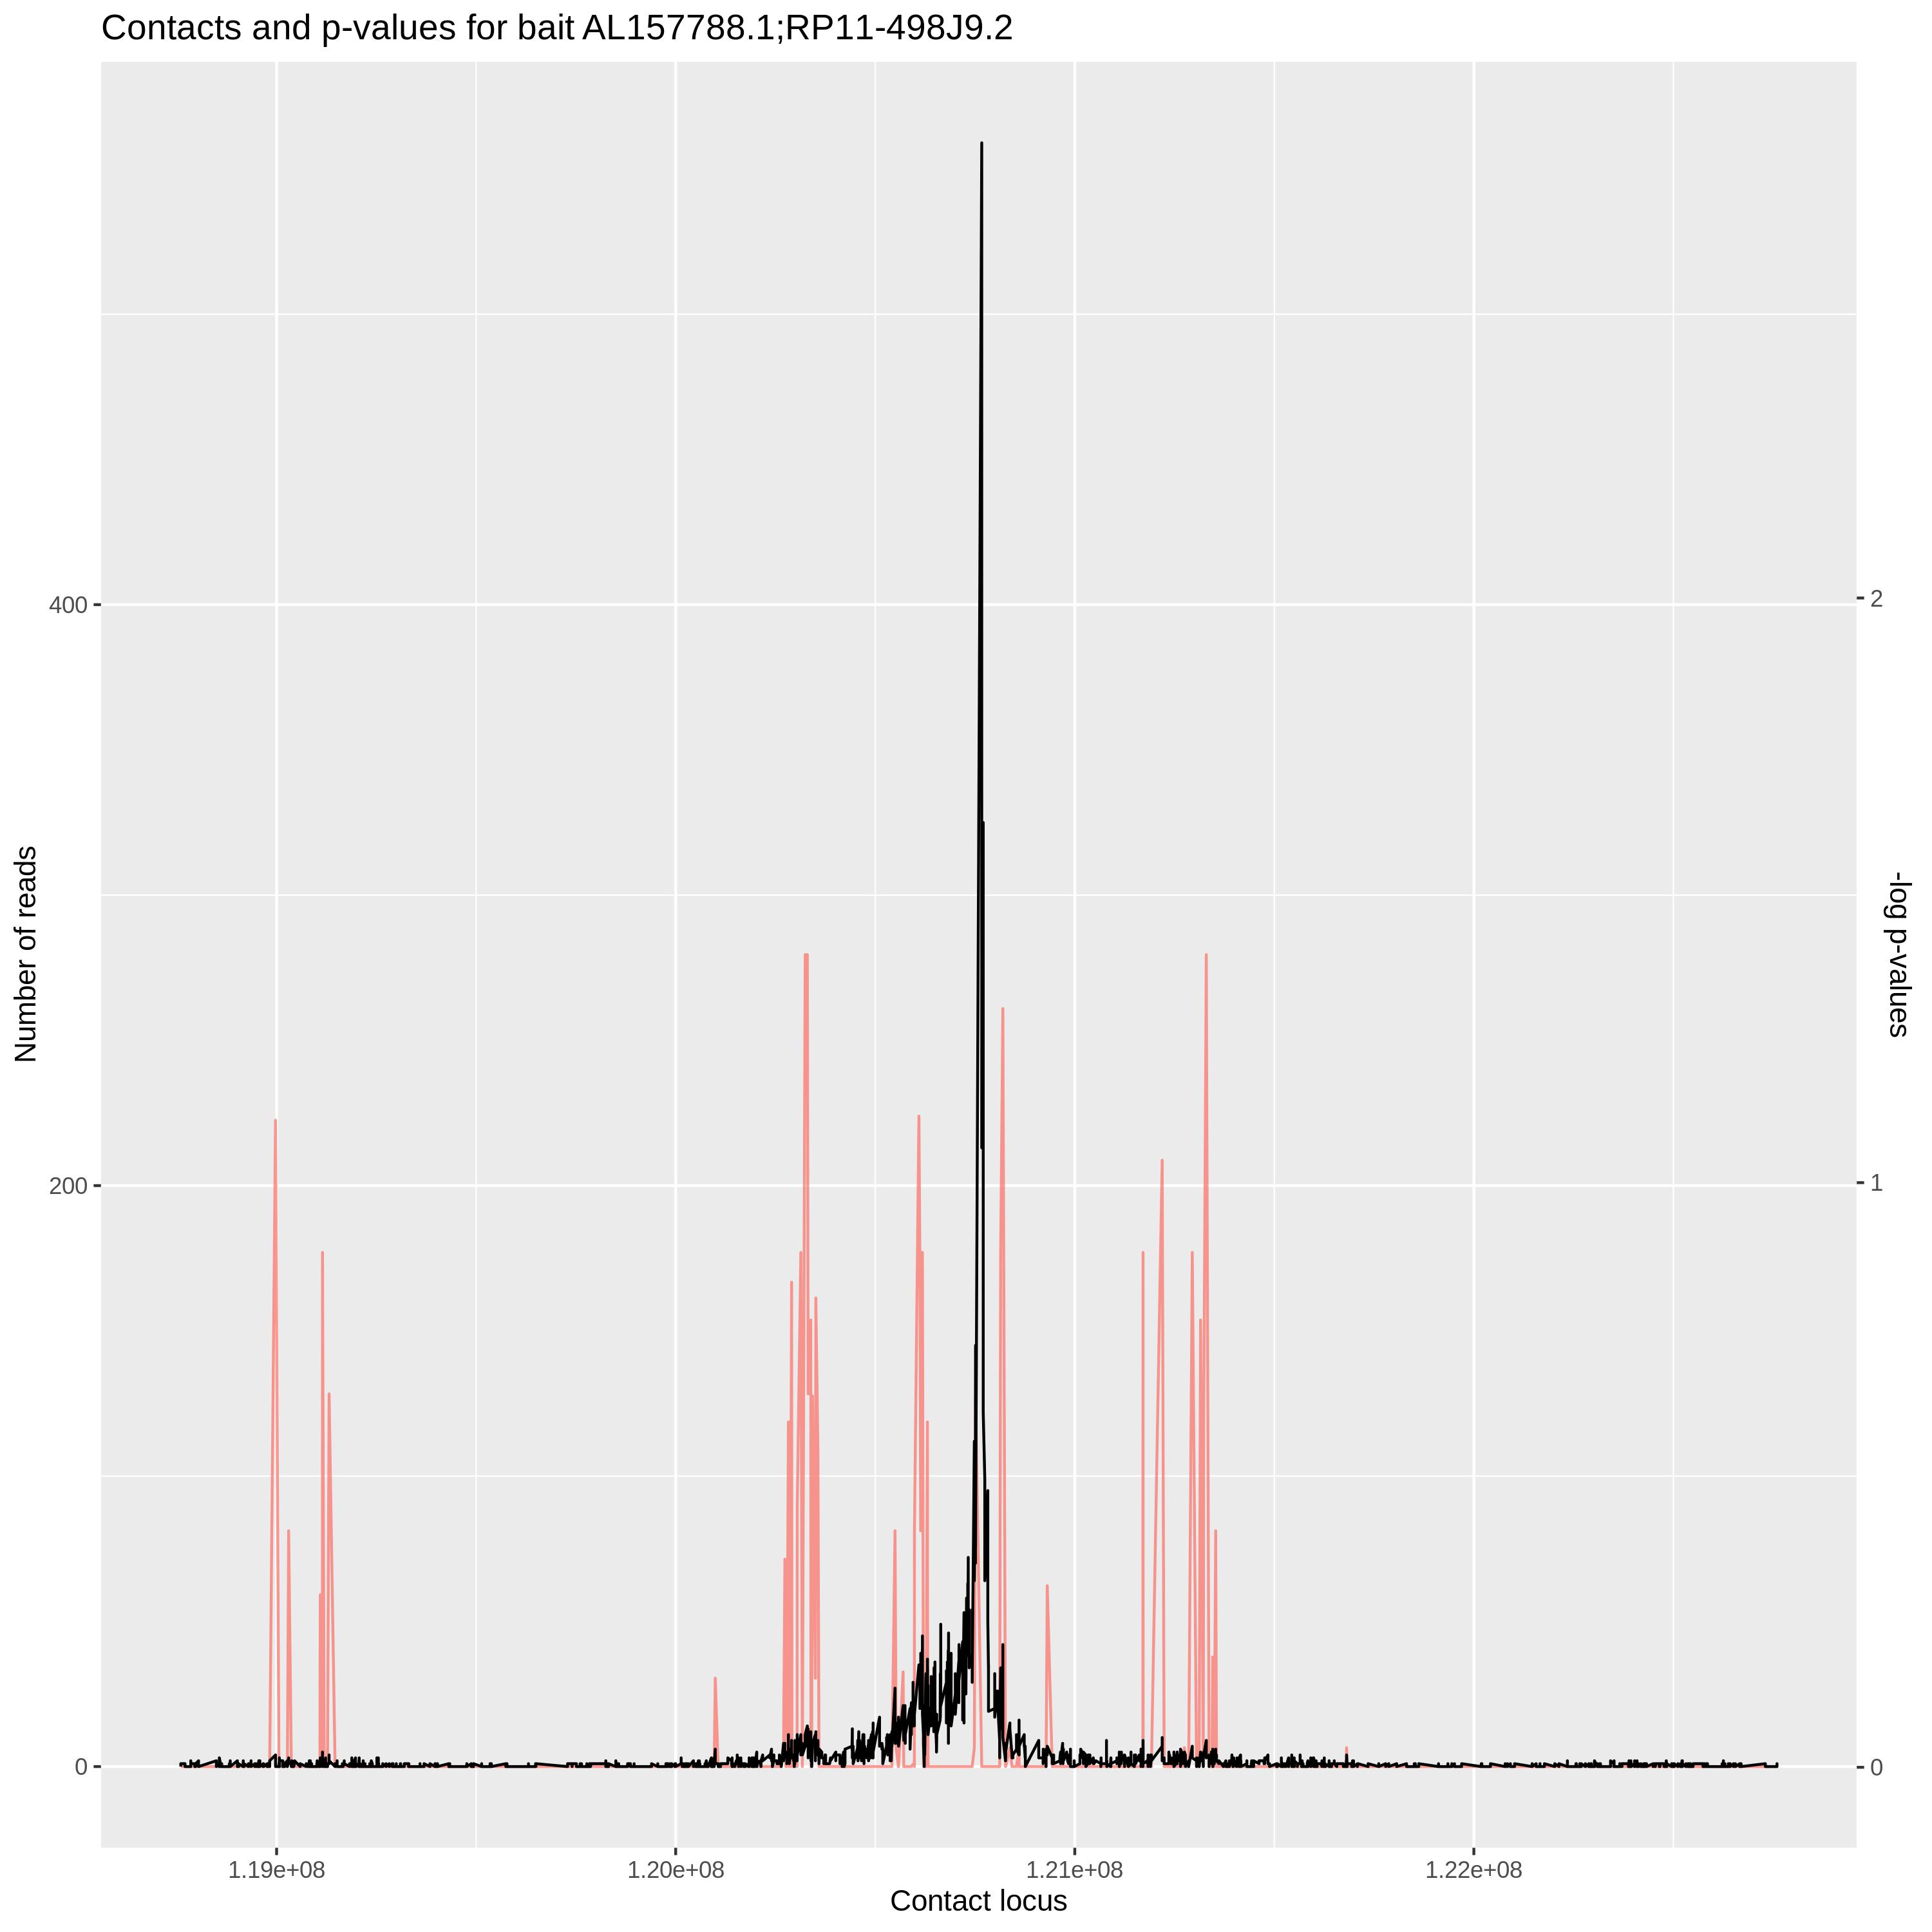 Contacts and p-values for bait AL157788.1;RP11-498J9.2
Number of reads
400
200
0
2
1
0
-log p-values
1.19e+08
1.20e+08
1.21e+08
1.22e+08
Contact locus